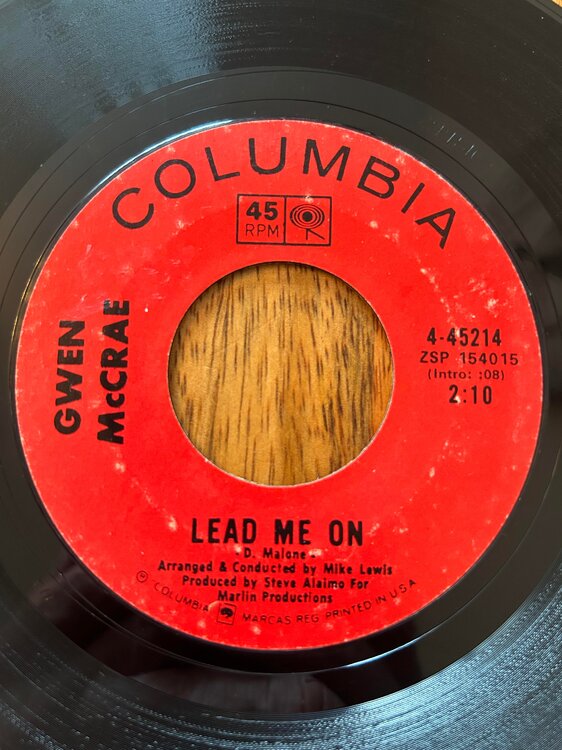 COLUMBIA
45
RPM
GWEN
McCRAE
4-45214
ZSP 154015
(Intro: :08)
2:10
LEAD ME ON
- D. Malone -
Arranged & Conducted by Mike Lewis
Produced by Steve Alaimo For
Marlin Productions
℗ COLUMBIA MARCAS REG. PRINTED IN U.S.A.